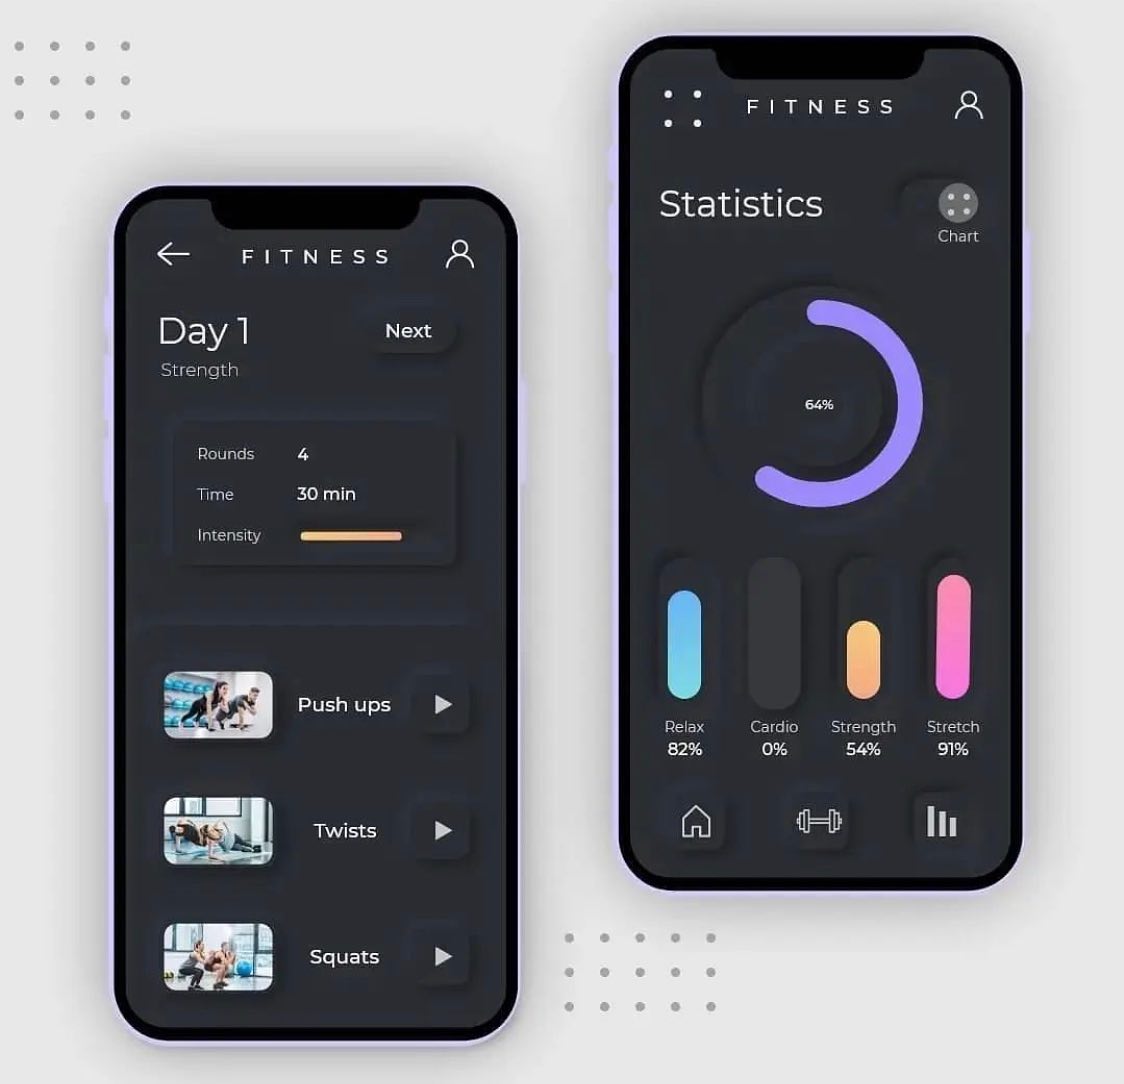 FITNESS
Day 1
Next
Strength
Rounds 4
Time 30 min
Intensity
Push ups
Twists
Squats
FITNESS
Statistics
Chart
64%
Relax Cardio Strength Stretch
82% 0% 54% 91%